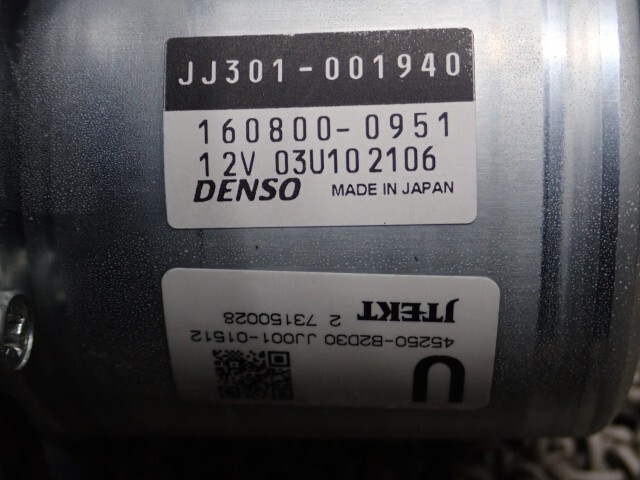 JJ301-001940
160800-0951
12V 03U102106
DENSO MADE IN JAPAN
U
45250-B2D30 JJ001-01512
2 73150028
JTEKT